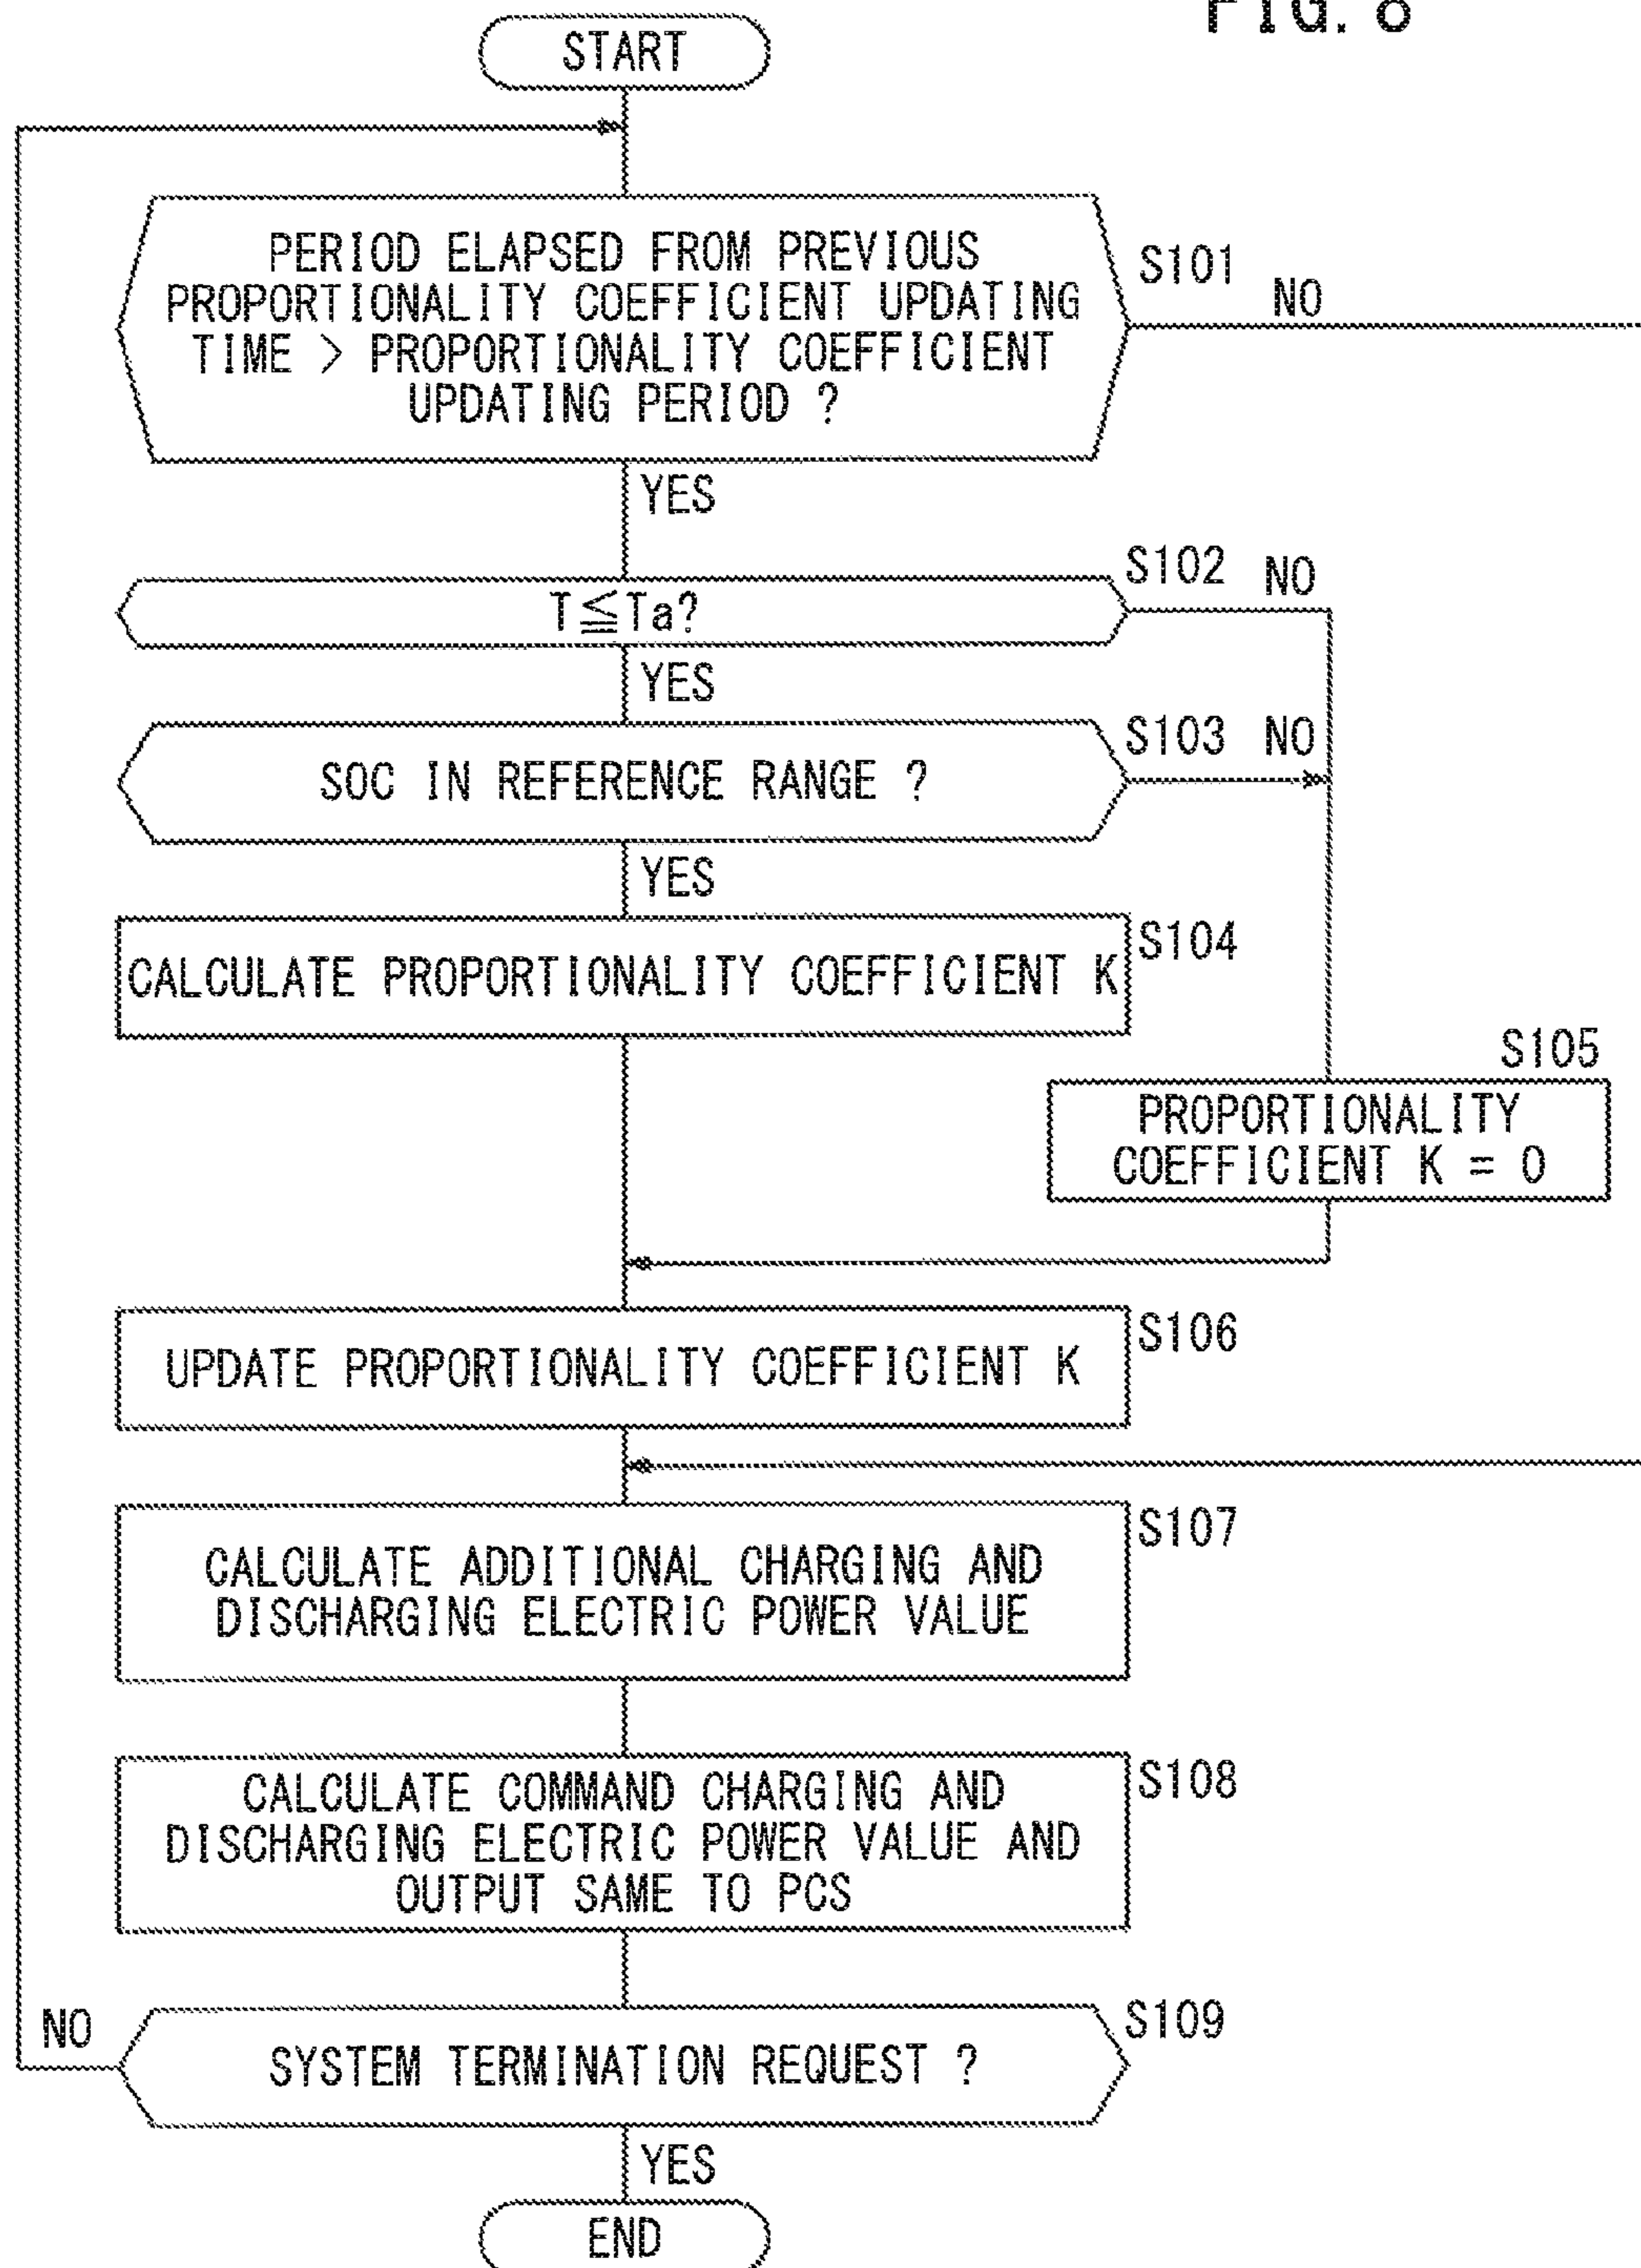 FIG. 8
START
PERIOD ELAPSED FROM PREVIOUS
PROPORTIONALITY COEFFICIENT UPDATING
TIME > PROPORTIONALITY COEFFICIENT
UPDATING PERIOD ?
S101
NO
YES
T≦Ta?
S102
NO
YES
SOC IN REFERENCE RANGE ?
S103
NO
YES
CALCULATE PROPORTIONALITY COEFFICIENT K
S104
S105
PROPORTIONALITY
COEFFICIENT K = 0
UPDATE PROPORTIONALITY COEFFICIENT K
S106
CALCULATE ADDITIONAL CHARGING AND
DISCHARGING ELECTRIC POWER VALUE
S107
CALCULATE COMMAND CHARGING AND
DISCHARGING ELECTRIC POWER VALUE AND
OUTPUT SAME TO PCS
S108
NO
SYSTEM TERMINATION REQUEST ?
S109
YES
END